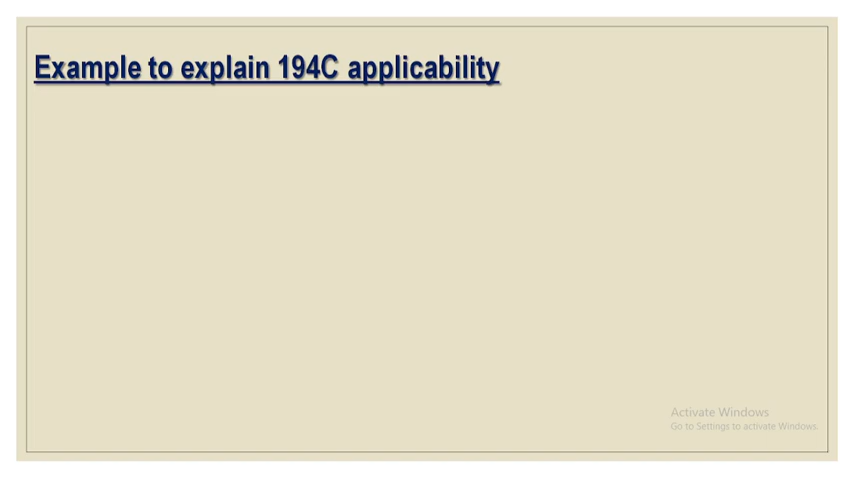 Example to explain 194C applicability
Activate Windows
Go to Settings to activate Windows.